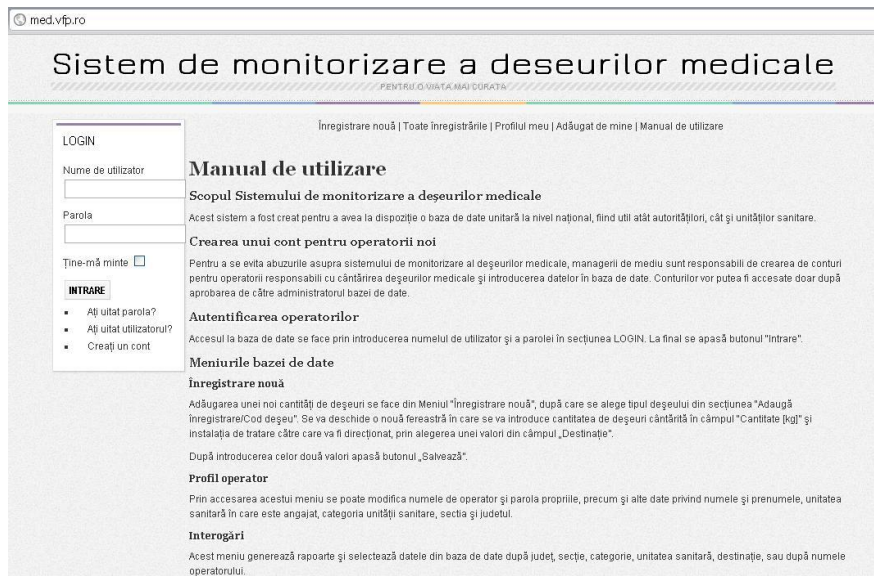 med.vfp.ro
Sistem de monitorizare a deseurilor medicale
PENTRU O VIATA MAI CURATA
Înregistrare nouă | Toate înregistrările | Profilul meu | Adăugat de mine | Manual de utilizare
LOGIN
Nume de utilizator
Parola
Ține-mă minte
INTRARE
Ați uitat parola?
Ați uitat utilizatorul?
Creați un cont
Manual de utilizare
Scopul Sistemului de monitorizare a deșeurilor medicale
Acest sistem a fost creat pentru a avea la dispoziție o baza de date unitară la nivel național, fiind util atât autorităților, cât și unităților sanitare.
Crearea unui cont pentru operatorii noi
Pentru a se evita abuzurile asupra sistemului de monitorizare al deșeurilor medicale, managerii de mediu sunt responsabili de crearea de conturi
pentru operatorii responsabili cu cântărirea deșeurilor medicale și introducerea datelor în baza de date. Conturilor vor putea fi accesate doar după
aprobarea de către administratorul bazei de date.
Autentificarea operatorilor
Accesul la baza de date se face prin introducerea numelul de utilizator și a parolei în secțiunea LOGIN. La final se apasă butonul "Intrare".
Meniurile bazei de date
Înregistrare nouă
Adăugarea unei noi cantități de deșeuri se face din Meniul "Înregistrare nouă", după care se alege tipul deșeului din secțiunea "Adaugă
înregistrare/Cod deșeu". Se va deschide o nouă fereastră în care se va introduce cantitatea de deșeuri cântărită în câmpul "Cantitate [kg]" și
instalația de tratare către care va fi direcționat, prin alegerea unei valori din câmpul „Destinație".
După introducerea celor două valori apasă butonul „Salvează".
Profil operator
Prin accesarea acestui meniu se poate modifica numele de operator și parola propriile, precum și alte date privind numele și prenumele, unitatea
sanitară în care este angajat, categoria unității sanitare, sectia și judetul.
Interogări
Acest meniu generează rapoarte și selectează datele din baza de date după județ, secție, categorie, unitatea sanitară, destinație, sau după numele
operatorului.